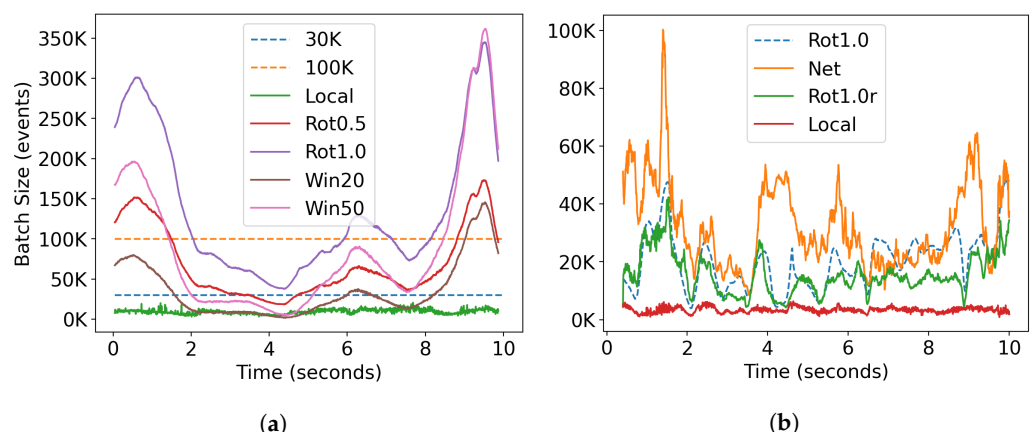 Batch Size (events)
350K
300K
250K
200K
150K
100K
50K
0K
30K
100K
Local
Rot0.5
Rot1.0
Win20
Win50
0 2 4 6 8 10
Time (seconds)
(a)
100K
80K
60K
40K
20K
0K
Rot1.0
Net
Rot1.0r
Local
0 2 4 6 8 10
Time (seconds)
(b)